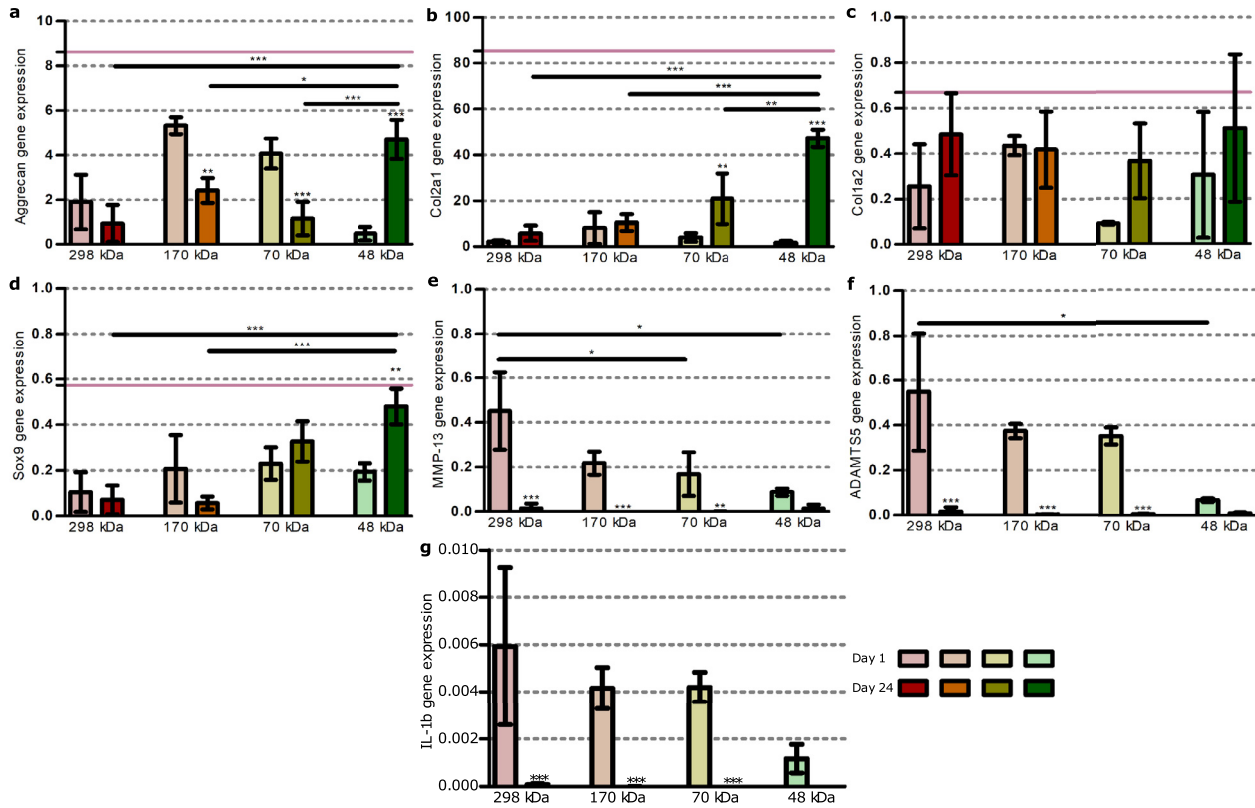 a
Aggrecan gene expression
10
8
6
4
2
0
***
*
***
**
***
***
298 kDa 170 kDa 70 kDa 48 kDa
b
Col2a1 gene expression
100
80
60
40
20
0
***
***
**
**
***
298 kDa 170 kDa 70 kDa 48 kDa
c
Col1a2 gene expression
1.0
0.8
0.6
0.4
0.2
0.0
298 kDa 170 kDa 70 kDa 48 kDa
d
Sox9 gene expression
1.0
0.8
0.6
0.4
0.2
0.0
***
***
**
298 kDa 170 kDa 70 kDa 48 kDa
e
MMP-13 gene expression
1.0
0.8
0.6
0.4
0.2
0.0
*
*
***
***
**
298 kDa 170 kDa 70 kDa 48 kDa
f
ADAMTS5 gene expression
1.0
0.8
0.6
0.4
0.2
0.0
*
***
***
***
298 kDa 170 kDa 70 kDa 48 kDa
g
IL-1b gene expression
0.010
0.008
0.006
0.004
0.002
0.000
***
***
***
298 kDa 170 kDa 70 kDa 48 kDa
Day 1
Day 24